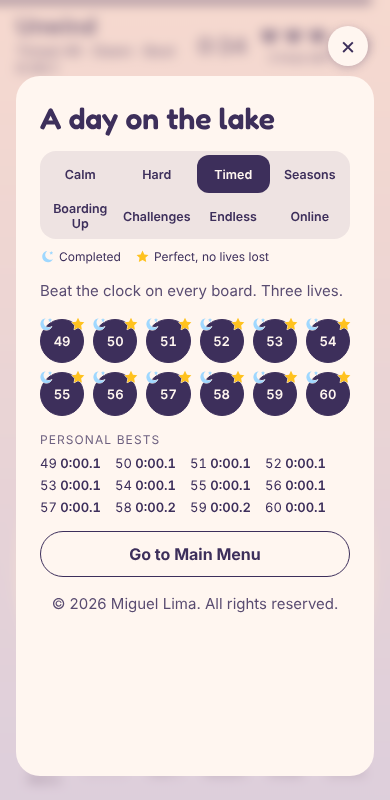 Unwind
A day on the lake
Calm Hard Timed Seasons
Boarding Up Challenges Endless Online
Completed Perfect, no lives lost
Beat the clock on every board. Three lives.
49 50 51 52 53 54
55 56 57 58 59 60
PERSONAL BESTS
49 0:00.1 50 0:00.1 51 0:00.1 52 0:00.1
53 0:00.1 54 0:00.1 55 0:00.1 56 0:00.1
57 0:00.1 58 0:00.2 59 0:00.2 60 0:00.1
Go to Main Menu
© 2026 Miguel Lima. All rights reserved.